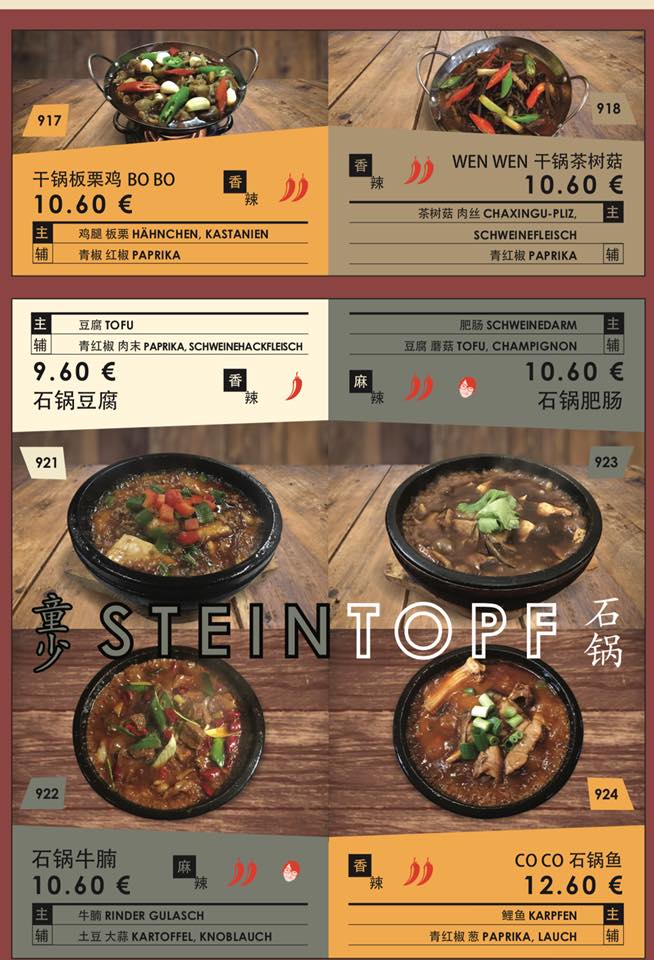 917
干锅板栗鸡 BO BO
10.60 €
香辣
主 鸡腿 板栗 HÄHNCHEN, KASTANIEN
辅 青椒 红椒 PAPRIKA
918
WEN WEN 干锅茶树菇
10.60 €
香辣
茶树菇 肉丝 CHAXINGU-PLIZ, 主
SCHWEINEFLEISCH
青红椒 PAPRIKA 辅
主 豆腐 TOFU
辅 青红椒 肉末 PAPRIKA, SCHWEINEHACKFLEISCH
9.60 €
石锅豆腐
香辣
921
肥肠 SCHWEINEDARM 主
豆腐 蘑菇 TOFU, CHAMPIGNON 辅
10.60 €
石锅肥肠
麻辣
923
童少 STEINTOPF 石锅
922
石锅牛腩
10.60 €
麻辣
主 牛腩 RINDER GULASCH
辅 土豆 大蒜 KARTOFFEL, KNOBLAUCH
924
CO CO 石锅鱼
12.60 €
香辣
鲤鱼 KARPFEN 主
青红椒 葱 PAPRIKA, LAUCH 辅